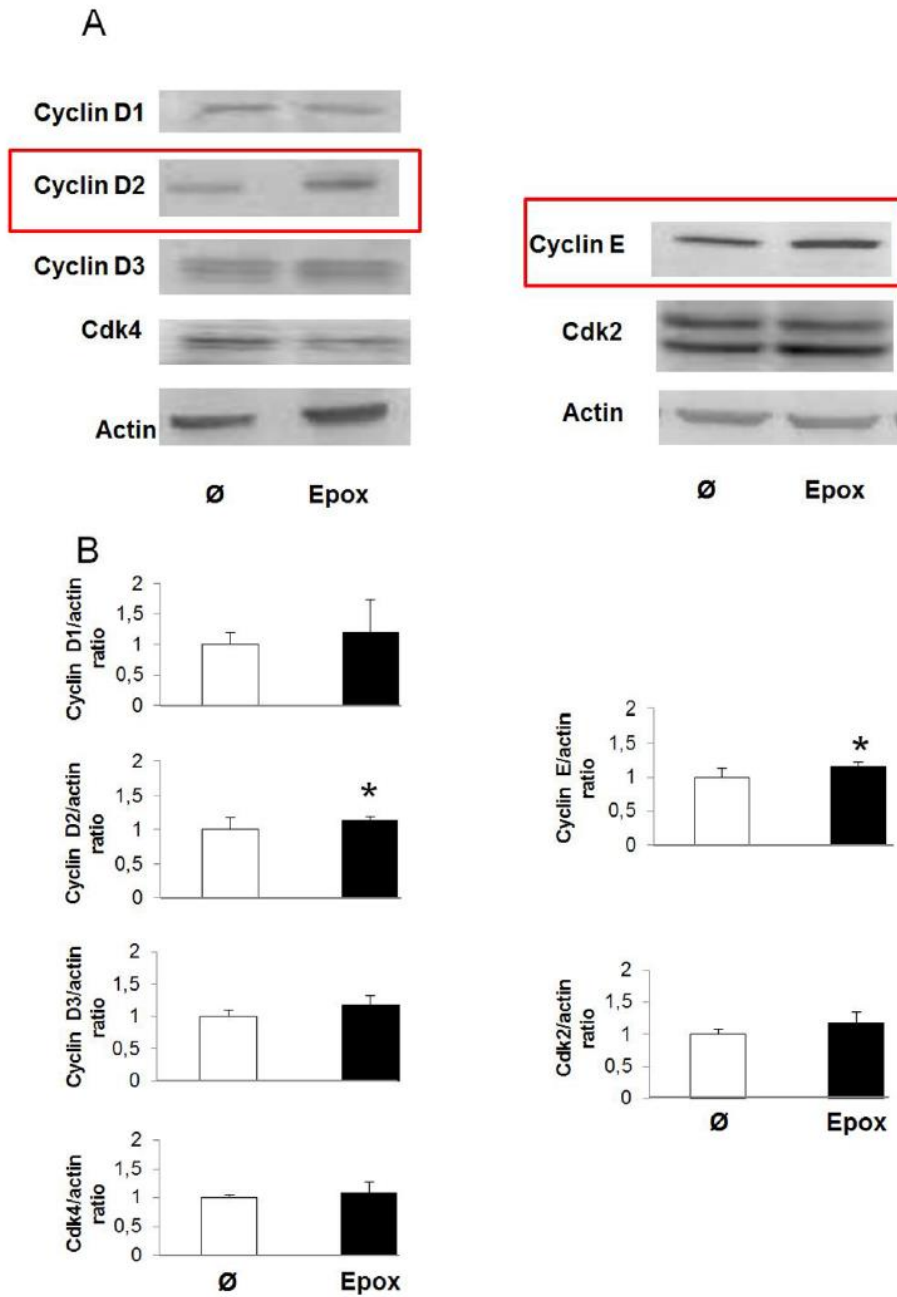 A
Cyclin D1
Cyclin D2
Cyclin D3
Cdk4
Actin
Ø Epox
Cyclin E
Cdk2
Actin
Ø Epox
B
Cyclin D1/actin
ratio
2
1,5
1
0,5
0
Cyclin D2/actin
ratio
2
1,5
1
0,5
0
*
Cyclin D3/actin
ratio
2
1,5
1
0,5
0
Cdk4/actin
ratio
2
1,5
1
0,5
0
Ø Epox
Cyclin E/actin
ratio
2
1,5
1
0,5
0
*
Cdk2/actin
ratio
2
1,5
1
0,5
0
Ø Epox